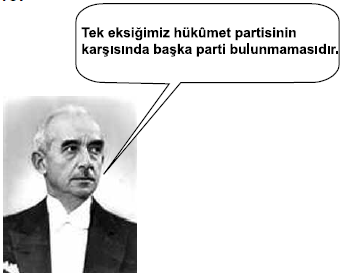 Tek eksiğimiz hükûmet partisinin
karşısında başka parti bulunmamasıdır.